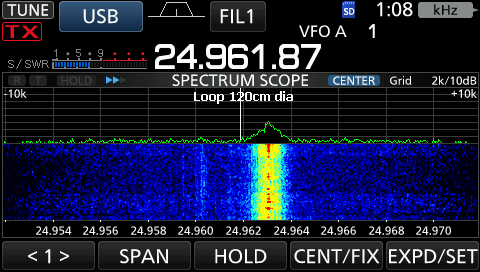 TUNE USB FIL1 SD 1:08 kHz
TX VFO A 1
1 5 9
S/SWR 24.961.87
R T HOLD SPECTRUM SCOPE CENTER Grid 2k/10dB
-10k Loop 120cm dia +10k
24.954 24.956 24.958 24.960 24.962 24.964 24.966 24.968 24.970
< 1 > SPAN HOLD CENT/FIX EXPD/SET